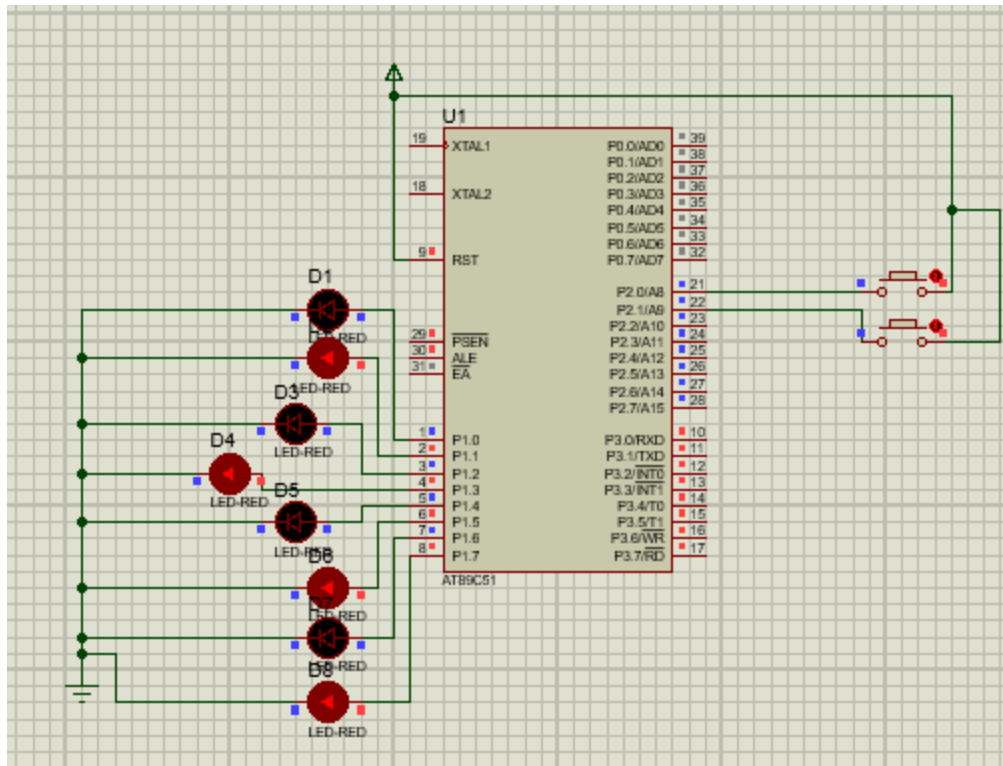 U1
19
XTAL1
18
XTAL2
9
RST
29
PSEN
30
ALE
31
EA
1
P1.0
2
P1.1
3
P1.2
4
P1.3
5
P1.4
6
P1.5
7
P1.6
8
P1.7
AT89C51
P0.0/AD0
39
P0.1/AD1
38
P0.2/AD2
37
P0.3/AD3
36
P0.4/AD4
35
P0.5/AD5
34
P0.6/AD6
33
P0.7/AD7
32
P2.0/A8
21
P2.1/A9
22
P2.2/A10
23
P2.3/A11
24
P2.4/A12
25
P2.5/A13
26
P2.6/A14
27
P2.7/A15
28
P3.0/RXD
10
P3.1/TXD
11
P3.2/INT0
12
P3.3/INT1
13
P3.4/T0
14
P3.5/T1
15
P3.6/WR
16
P3.7/RD
17
D1
LED-RED
D3
LED-RED
D4
LED-RED
D5
LED-RED
D6
LED-RED
D7
LED-RED
D8
LED-RED